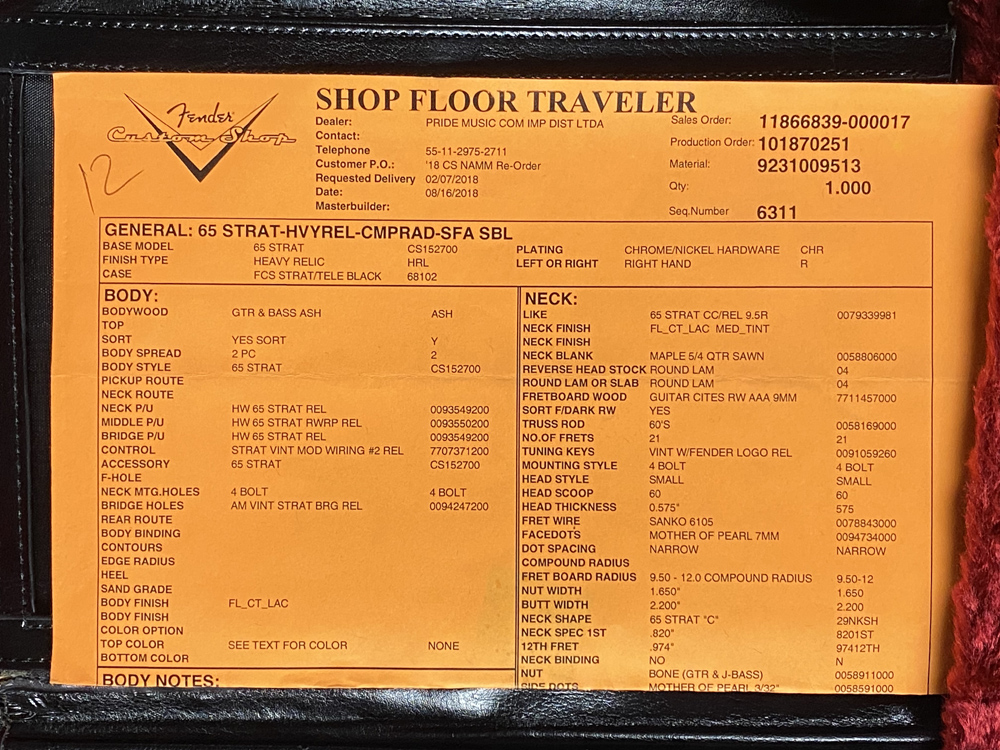 Fender
Custom Shop
12
SHOP FLOOR TRAVELER
Dealer: PRIDE MUSIC COM IMP DIST LTDA
Contact:
Telephone 55-11-2975-2711
Customer P.O.: '18 CS NAMM Re-Order
Requested Delivery 02/07/2018
Date: 08/16/2018
Masterbuilder:
Sales Order: 11866839-000017
Production Order: 101870251
Material: 9231009513
Qty: 1.000
Seq.Number 6311
GENERAL: 65 STRAT-HVYREL-CMPRAD-SFA SBL
BASE MODEL 65 STRAT CS152700
FINISH TYPE HEAVY RELIC HRL
CASE FCS STRAT/TELE BLACK 68102
PLATING CHROME/NICKEL HARDWARE CHR
LEFT OR RIGHT RIGHT HAND R
BODY:
BODYWOOD GTR & BASS ASH ASH
TOP
SORT YES SORT Y
BODY SPREAD 2 PC 2
BODY STYLE 65 STRAT CS152700
PICKUP ROUTE
NECK ROUTE
NECK P/U HW 65 STRAT REL 0093549200
MIDDLE P/U HW 65 STRAT RWRP REL 0093550200
BRIDGE P/U HW 65 STRAT REL 0093549200
CONTROL STRAT VINT MOD WIRING #2 REL 7707371200
ACCESSORY 65 STRAT CS152700
F-HOLE
NECK MTG.HOLES 4 BOLT 4 BOLT
BRIDGE HOLES AM VINT STRAT BRG REL 0094247200
REAR ROUTE
BODY BINDING
CONTOURS
EDGE RADIUS
HEEL
SAND GRADE
BODY FINISH FL_CT_LAC
BODY FINISH
COLOR OPTION
TOP COLOR SEE TEXT FOR COLOR NONE
BOTTOM COLOR
BODY NOTES:
NECK:
LIKE 65 STRAT CC/REL 9.5R 0079339981
NECK FINISH FL_CT_LAC MED_TINT
NECK FINISH
NECK BLANK MAPLE 5/4 QTR SAWN 0058806000
REVERSE HEAD STOCK ROUND LAM 04
ROUND LAM OR SLAB ROUND LAM 04
FRETBOARD WOOD GUITAR CITES RW AAA 9MM 7711457000
SORT F/DARK RW YES
TRUSS ROD 60'S 0058169000
NO.OF FRETS 21 21
TUNING KEYS VINT W/FENDER LOGO REL 0091059260
MOUNTING STYLE 4 BOLT 4 BOLT
HEAD STYLE SMALL SMALL
HEAD SCOOP 60 60
HEAD THICKNESS 0.575" 575
FRET WIRE SANKO 6105 0078843000
FACEDOTS MOTHER OF PEARL 7MM 0094734000
DOT SPACING NARROW NARROW
COMPOUND RADIUS
FRET BOARD RADIUS 9.50 - 12.0 COMPOUND RADIUS 9.50-12
NUT WIDTH 1.650" 1.650
BUTT WIDTH 2.200" 2.200
NECK SHAPE 65 STRAT "C" 29NKSH
NECK SPEC 1ST .820" 8201ST
12TH FRET .974" 97412TH
NECK BINDING NO N
NUT BONE (GTR & J-BASS) 0058911000
SIDE DOTS MOTHER OF PEARL 3/32" 0058591000